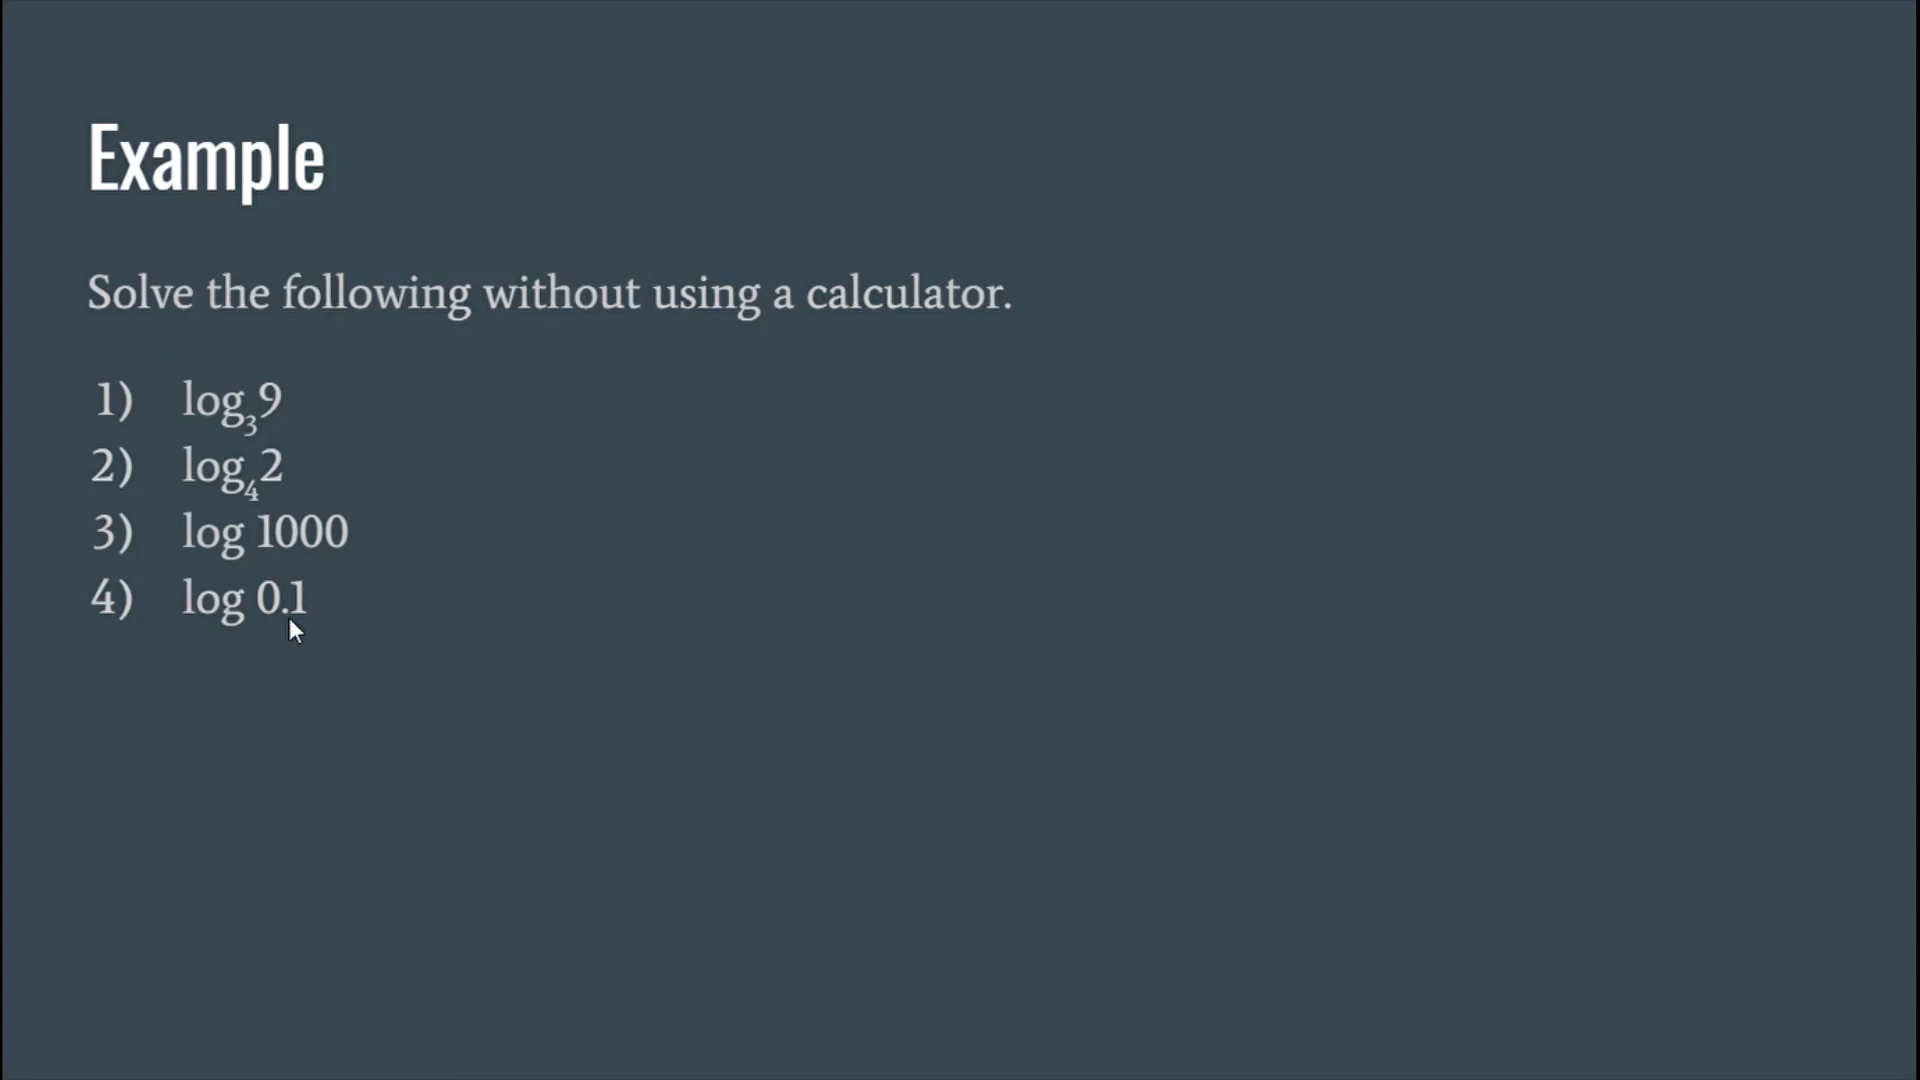 Example
Solve the following without using a calculator.
1) log₃9
2) log₄2
3) log 1000
4) log 0.1